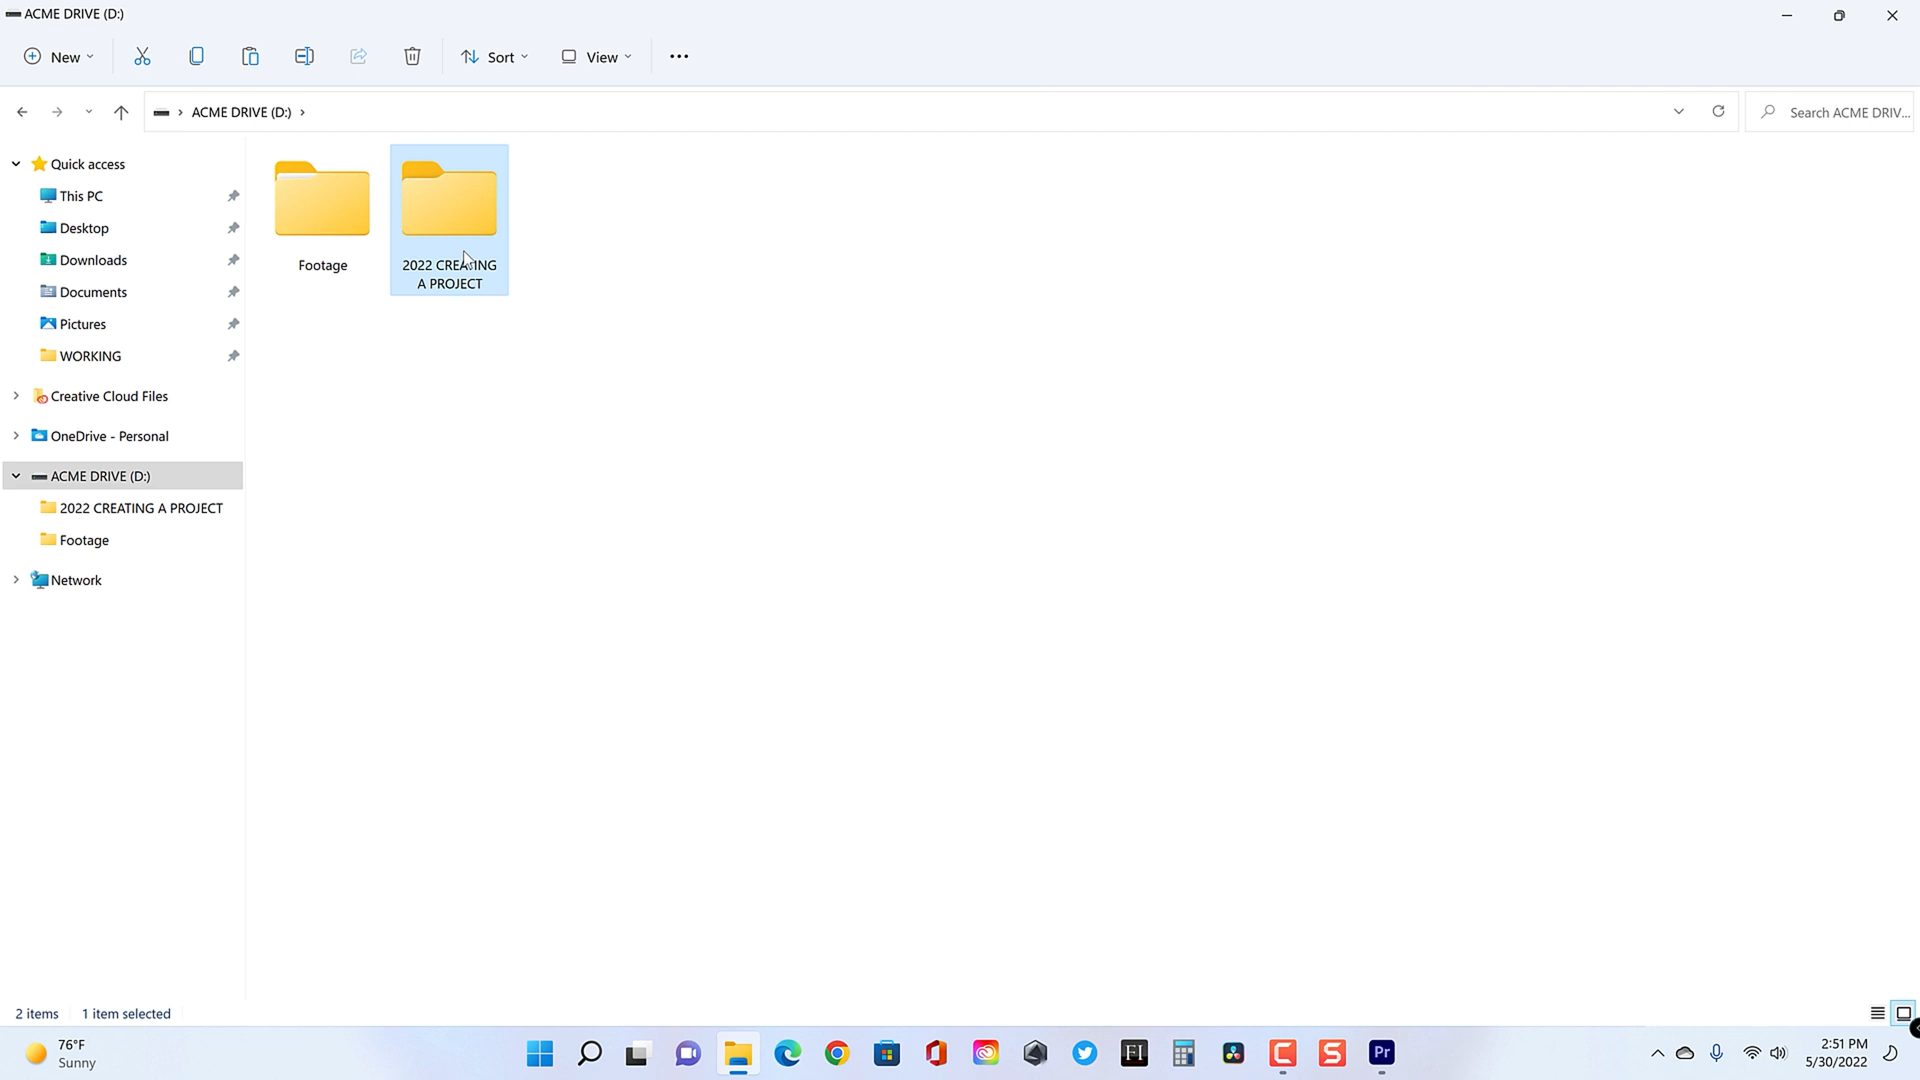 ACME DRIVE (D:)
New
Sort
View
ACME DRIVE (D:)
Search ACME DRIV...
Quick access
This PC
Desktop
Downloads
Documents
Pictures
WORKING
Creative Cloud Files
OneDrive - Personal
ACME DRIVE (D:)
2022 CREATING A PROJECT
Footage
Network
Footage
2022 CREATING
A PROJECT
2 items
1 item selected
76°F
Sunny
EI
C
S
Pr
2:51 PM
5/30/2022